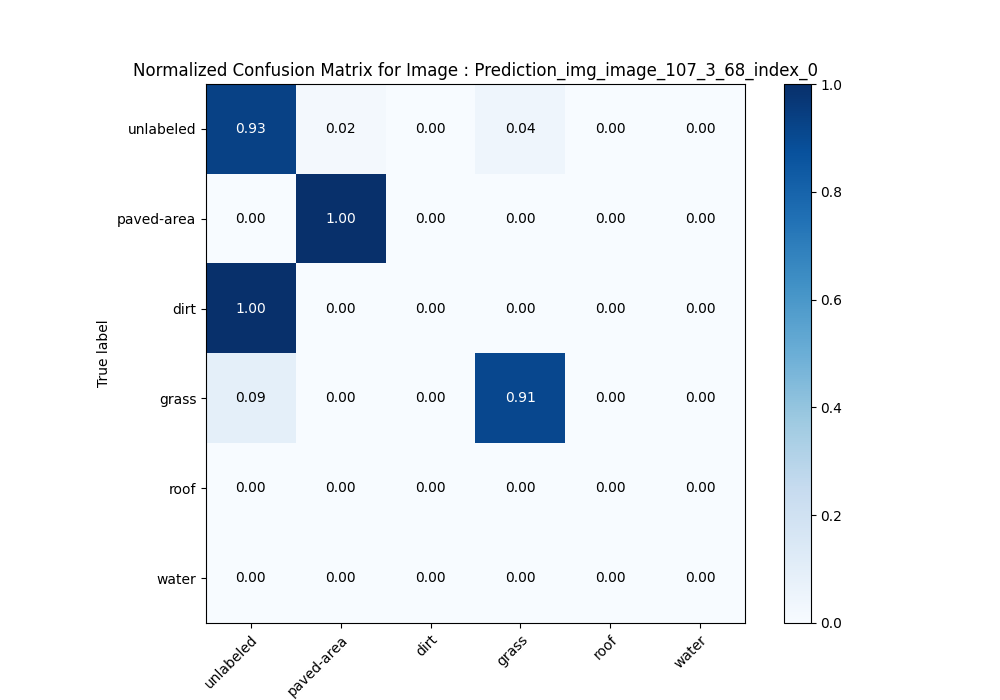 Normalized Confusion Matrix for Image : Prediction_img_image_107_3_68_index_0
True label
unlabeled 0.93 0.02 0.00 0.04 0.00 0.00
paved-area 0.00 1.00 0.00 0.00 0.00 0.00
dirt 1.00 0.00 0.00 0.00 0.00 0.00
grass 0.09 0.00 0.00 0.91 0.00 0.00
roof 0.00 0.00 0.00 0.00 0.00 0.00
water 0.00 0.00 0.00 0.00 0.00 0.00
unlabeled paved-area dirt grass roof water
1.0
0.8
0.6
0.4
0.2
0.0